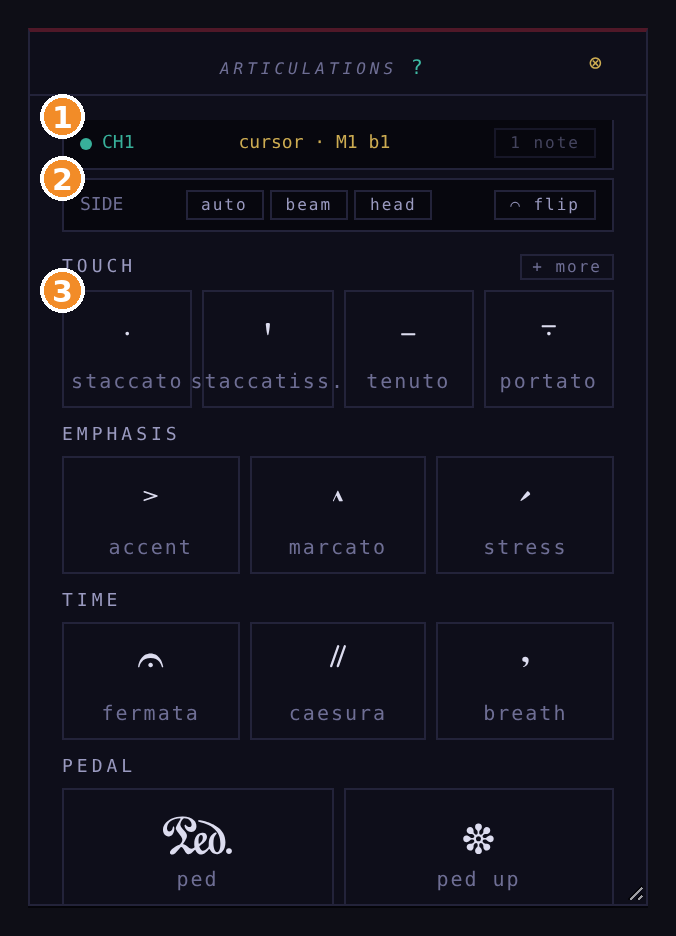 ARTICULATIONS ?
1
CH1 cursor · M1 b1 1 note
2
SIDE auto beam head flip
TOUCH + more
3
staccato staccatiss. tenuto portato
EMPHASIS
accent marcato stress
TIME
fermata caesura breath
PEDAL
Ped.
ped ped up